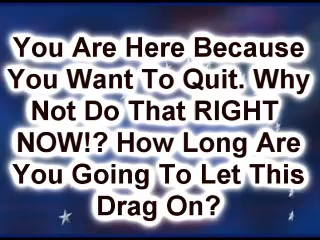 You Are Here Because
You Want To Quit. Why
Not Do That RIGHT
NOW!? How Long Are
You Going To Let This
Drag On?